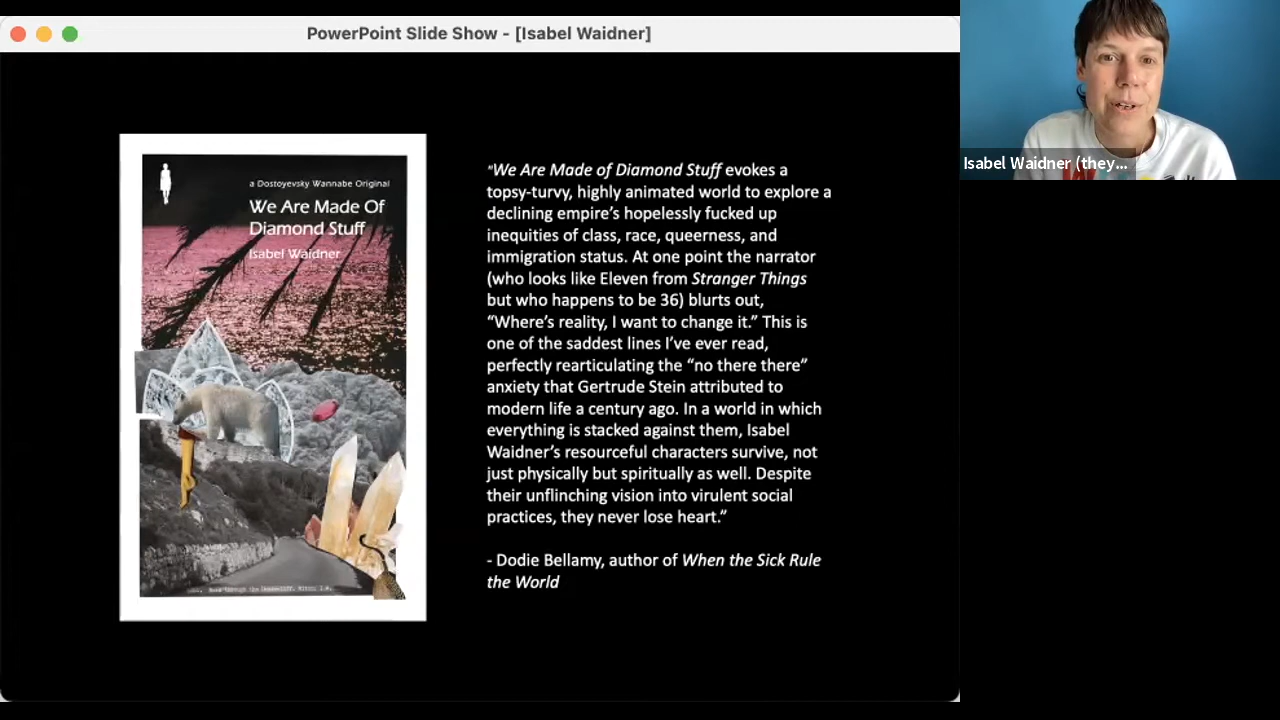 PowerPoint Slide Show - [Isabel Waidner]
Isabel Waidner (they...
a Dostoyevsky Wannabe Original
We Are Made Of
Diamond Stuff
Isabel Waidner
"We Are Made of Diamond Stuff evokes a
topsy-turvy, highly animated world to explore a
declining empire’s hopelessly fucked up
inequities of class, race, queerness, and
immigration status. At one point the narrator
(who looks like Eleven from Stranger Things
but who happens to be 36) blurts out,
“Where’s reality, I want to change it.” This is
one of the saddest lines I’ve ever read,
perfectly rearticulating the “no there there”
anxiety that Gertrude Stein attributed to
modern life a century ago. In a world in which
everything is stacked against them, Isabel
Waidner’s resourceful characters survive, not
just physically but spiritually as well. Despite
their unflinching vision into virulent social
practices, they never lose heart.”
- Dodie Bellamy, author of When the Sick Rule
the World